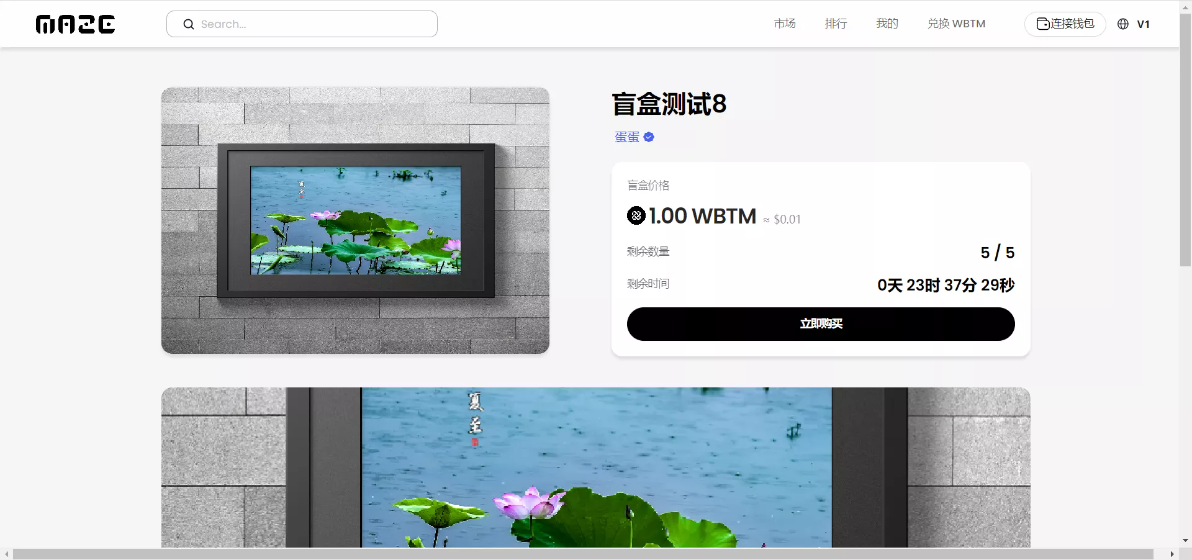 MAZE
Search...
市场
排行
我的
兑换 WBTM
连接钱包
V1
盲盒测试8
蛋蛋
盲盒价格
1.00 WBTM ≈ $0.01
剩余数量
5 / 5
剩余时间
0天 23时 37分 29秒
立即购买
夏
至